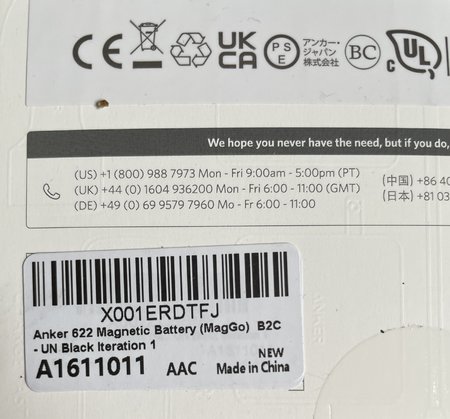 CE UK CA PSE アンカー・ジャパン株式会社 BC c UL
We hope you never have the need, but if you do,
(US) +1 (800) 988 7973 Mon - Fri 9:00am - 5:00pm (PT)
(UK) +44 (0) 1604 936200 Mon - Fri 6:00 - 11:00 (GMT) (中国) +86 40
(DE) +49 (0) 69 9579 7960 Mo - Fr 6:00 - 11:00 (日本) +81 03
X001ERDTFJ
Anker 622 Magnetic Battery (MagGo) B2C
- UN Black Iteration 1
NEW
A1611011 AAC Made in China